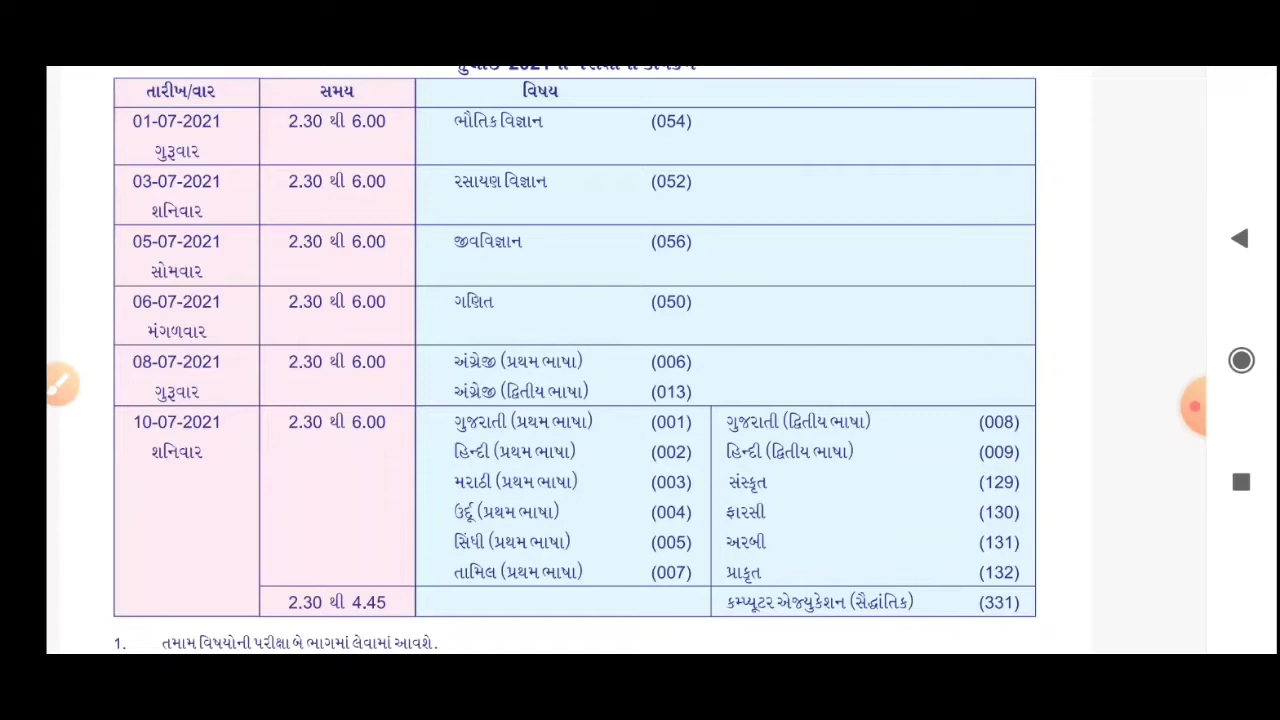 તારીખ/વાર સમય વિષય
01-07-2021 2.30 થી 6.00 ભૌતિક વિજ્ઞાન (054)
ગુરૂવાર
03-07-2021 2.30 થી 6.00 રસાયણ વિજ્ઞાન (052)
શનિવાર
05-07-2021 2.30 થી 6.00 જીવવિજ્ઞાન (056)
સોમવાર
06-07-2021 2.30 થી 6.00 ગણિત (050)
મંગળવાર
08-07-2021 2.30 થી 6.00 અંગ્રેજી (પ્રથમ ભાષા) (006)
ગુરૂવાર અંગ્રેજી (દ્વિતીય ભાષા) (013)
10-07-2021 2.30 થી 6.00 ગુજરાતી (પ્રથમ ભાષા) (001) ગુજરાતી (દ્વિતીય ભાષા) (008)
શનિવાર હિન્દી (પ્રથમ ભાષા) (002) હિન્દી (દ્વિતીય ભાષા) (009)
મરાઠી (પ્રથમ ભાષા) (003) સંસ્કૃત (129)
ઉર્દૂ (પ્રથમ ભાષા) (004) ફારસી (130)
સિંધી (પ્રથમ ભાષા) (005) અરબી (131)
તામિલ (પ્રથમ ભાષા) (007) પ્રાકૃત (132)
2.30 થી 4.45 કમ્પ્યૂટર એજ્યુકેશન (સૈદ્ધાંતિક) (331)
1. તમામ વિષયોની પરીક્ષા બે ભાગમાં લેવામાં આવશે.